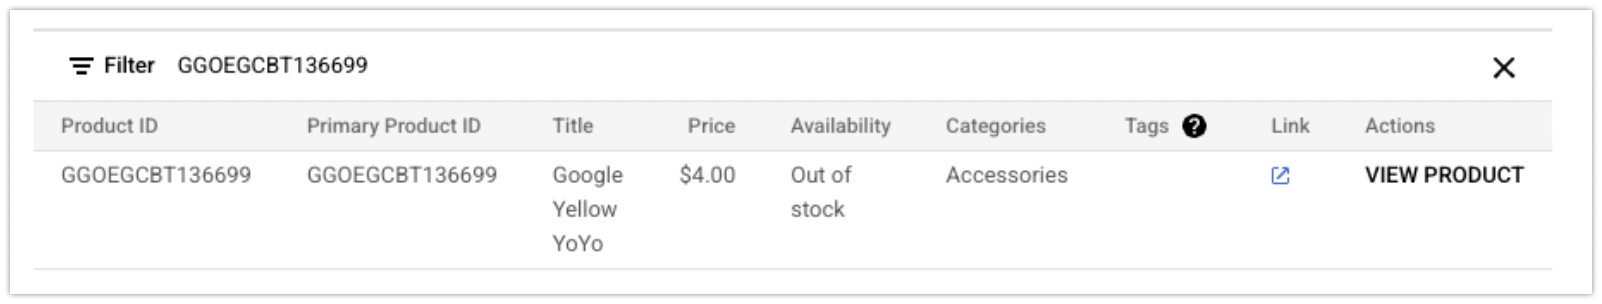 Filter GGOEGCBT136699
Product ID Primary Product ID Title Price Availability Categories Tags ? Link Actions
GGOEGCBT136699 GGOEGCBT136699 Google $4.00 Out of Accessories VIEW PRODUCT
Yellow stock
YoYo